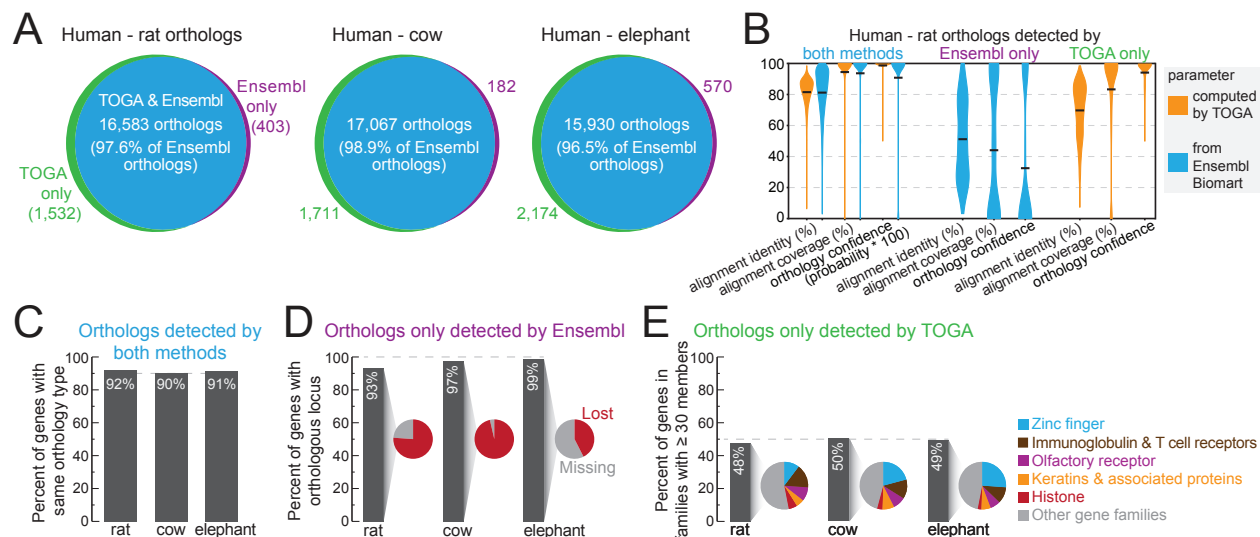 A
Human - rat orthologs
Human - cow
Human - elephant
TOGA & Ensembl
16,583 orthologs
(97.6% of Ensembl
orthologs)
Ensembl
only
(403)
TOGA
only
(1,532)
17,067 orthologs
(98.9% of Ensembl
orthologs)
182
1,711
15,930 orthologs
(96.5% of Ensembl
orthologs)
570
2,174
B
Human - rat orthologs detected by
both methods
Ensembl only
TOGA only
100
80
60
40
20
0
alignment identity (%)
alignment coverage (%)
orthology confidence
(probability * 100)
alignment identity (%)
alignment coverage (%)
orthology confidence
alignment identity (%)
alignment coverage (%)
orthology confidence
parameter
computed
by TOGA
from
Ensembl
Biomart
C
Orthologs detected by
both methods
Percent of genes with
same orthology type
100
80
60
40
20
0
92%
90%
91%
rat
cow
elephant
D
Orthologs only detected by Ensembl
Percent of genes with
orthologous locus
100
80
60
40
20
0
93%
97%
99%
Lost
Missing
rat
cow
elephant
E
Orthologs only detected by TOGA
Percent of genes in
families with ≥ 30 members
100
80
60
40
20
0
48%
50%
49%
rat
cow
elephant
Zinc finger
Immunoglobulin & T cell receptors
Olfactory receptor
Keratins & associated proteins
Histone
Other gene families